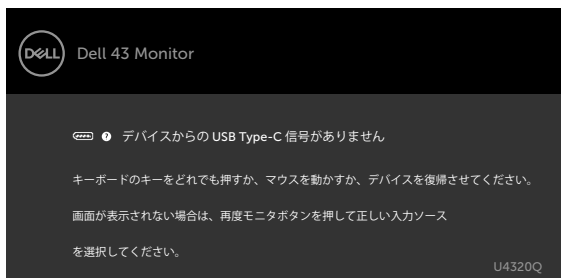 DELL
Dell 43 Monitor
デバイスからの USB Type-C 信号がありません
キーボードのキーをどれでも押すか、マウスを動かすか、デバイスを復帰させてください。
画面が表示されない場合は、再度モニタボタンを押して正しい入力ソース
を選択してください。
U4320Q